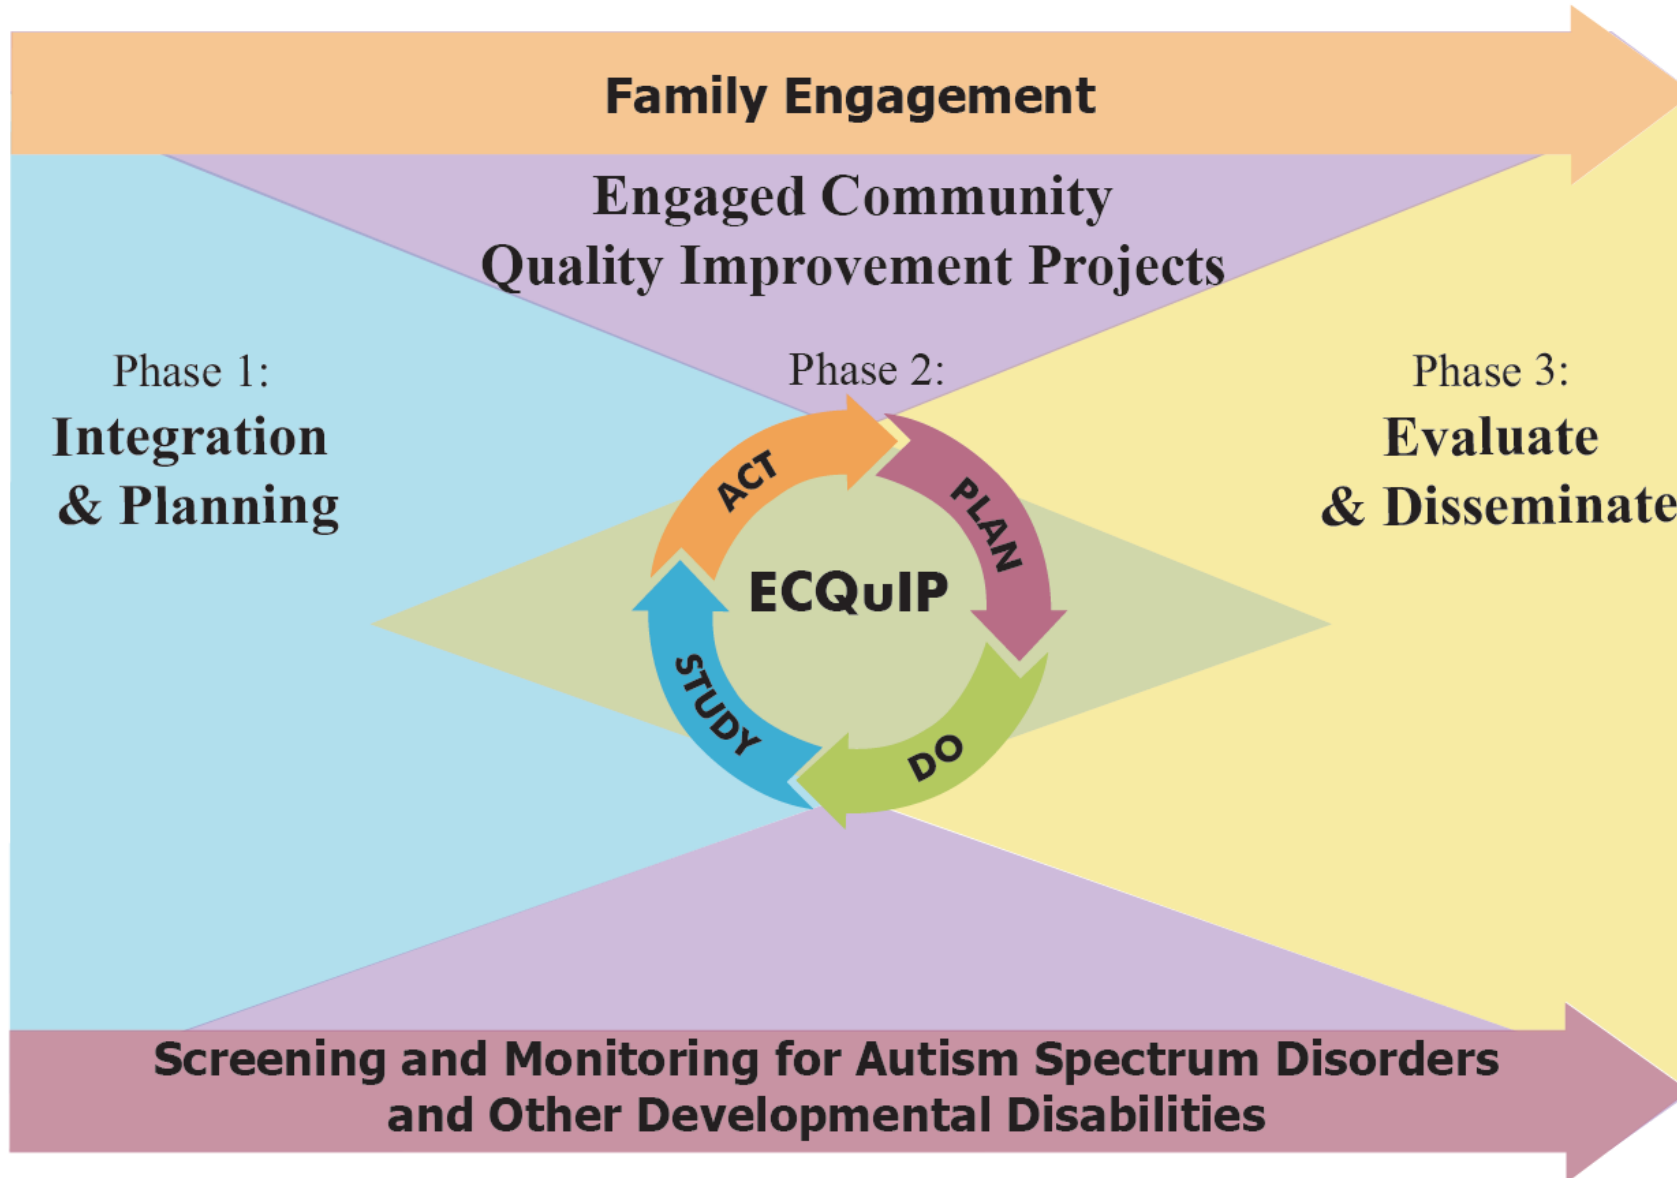 Family Engagement
Engaged Community
Quality Improvement Projects
Phase 1:
Integration
& Planning
Phase 2:
ACT
PLAN
ECQuIP
STUDY
DO
Phase 3:
Evaluate
& Disseminate
Screening and Monitoring for Autism Spectrum Disorders
and Other Developmental Disabilities